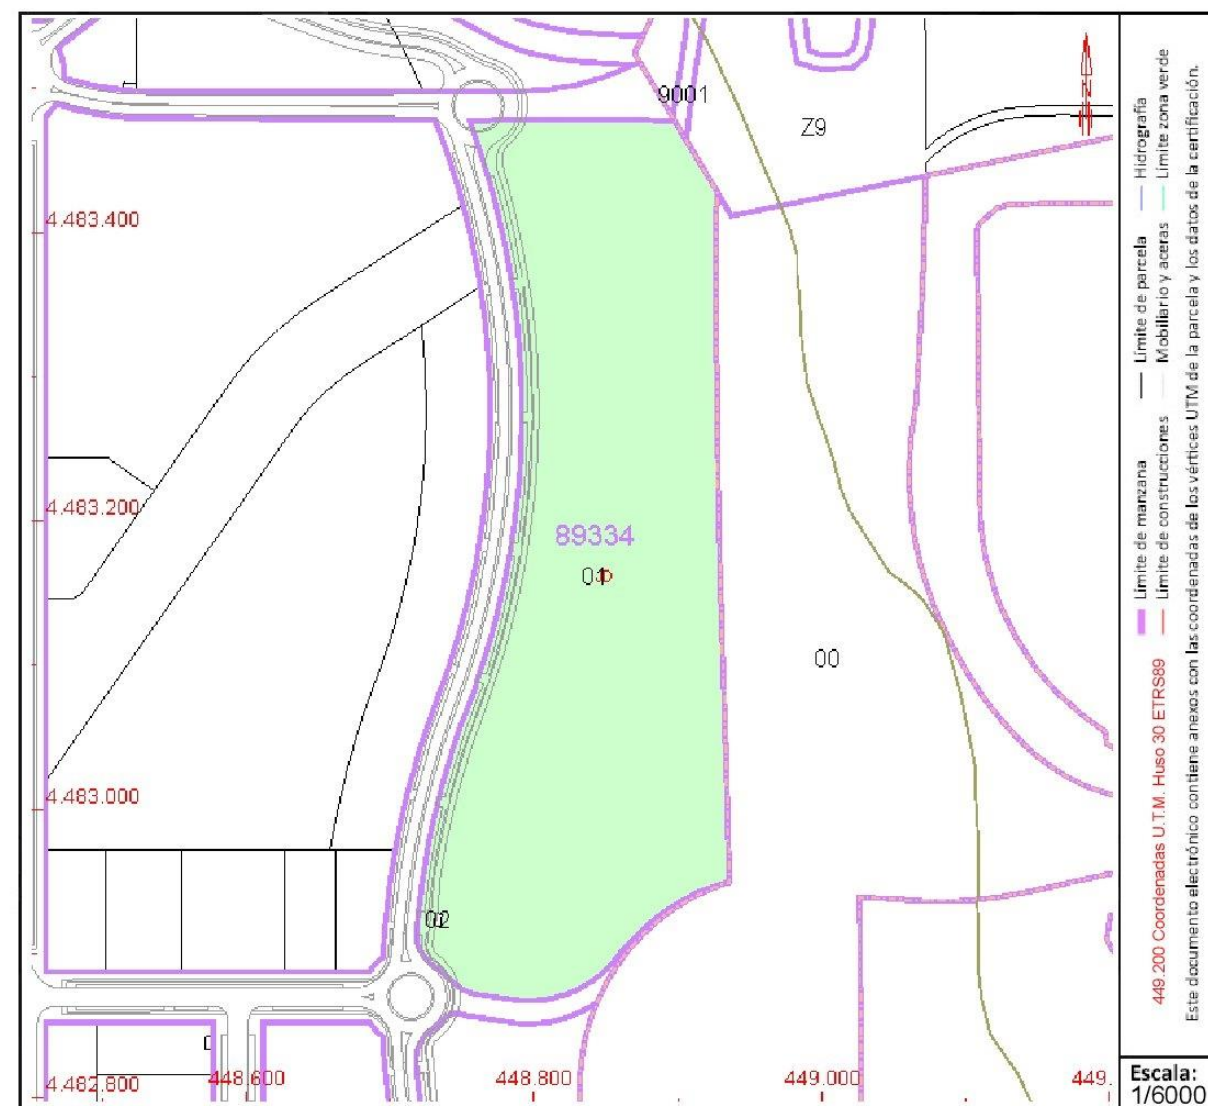 9001
Z9
4.483.400
4.483.200
89334
01
00
4.483.000
02
4.482.800
448.600
448.800
449.000
449.
Límite de manzana
Límite de parcela
Hidrografía
449.200 Coordenadas U.T.M. Huso 30 ETRS89
Límite de construcciones
Mobiliario y aceras
Límite zona verde
Este documento electrónico contiene anexos con las coordenadas de los vértices UTM de la parcela y los datos de la certificación.
Escala:
1/6000